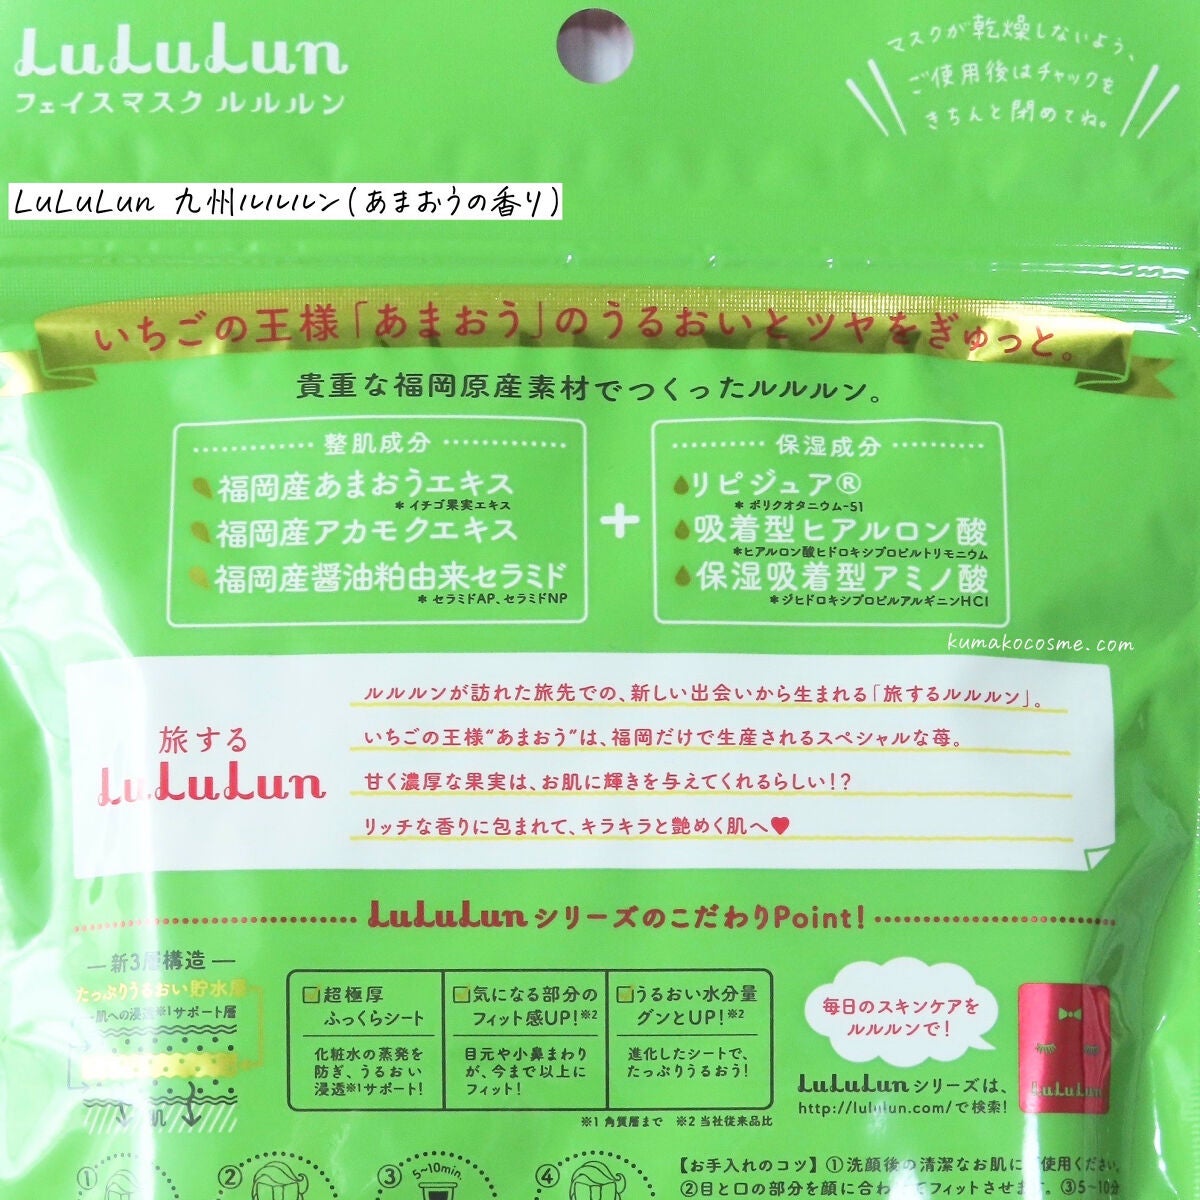 LuLuLun
フェイスマスク ルルルン
マスクが乾燥しないよう、
ご使用後はチャックを
きちんと閉めてね。
LuLuLun 九州ルルルン(あまおうの香り)
いちごの王様「あまおう」のうるおいとツヤをぎゅっと。
貴重な福岡原産素材でつくったルルルン。
整肌成分
福岡産あまおうエキス
＊イチゴ果実エキス
福岡産アカモクエキス
福岡産醤油粕由来セラミド
＊セラミドAP、セラミドNP
+
保湿成分
リピジュア®
＊ポリクオタニウム-51
吸着型ヒアルロン酸
＊ヒアルロン酸ヒドロキシプロピルトリモニウム
保湿吸着型アミノ酸
＊ジヒドロキシプロピルアルギニンHCl
kumakocosme.com
旅する
LuLuLun
ルルルンが訪れた旅先での、新しい出会いから生まれる「旅するルルルン」。
いちごの王様“あまおう”は、福岡だけで生産されるスペシャルな苺。
甘く濃厚な果実は、お肌に輝きを与えてくれるらしい!?
リッチな香りに包まれて、キラキラと艶めく肌へ♥
LuLuLunシリーズのこだわりPoint!
新3層構造
たっぷりうるおい貯水層
肌への浸透※1サポート層
肌
超極厚
ふっくらシート
化粧水の蒸発を
防ぎ、うるおい
浸透※1サポート!
気になる部分の
フィット感UP!※2
目元や小鼻まわり
が、今まで以上に
フィット!
うるおい水分量
グンとUP!※2
進化したシートで、
たっぷりうるおう!
※1 角質層まで ※2 当社従来品比
毎日のスキンケアを
ルルルンで!
LuLuLunシリーズは、
http://lululun.com/で検索!
LuLuLun
① ② ③ ④
5~10min
【お手入れのコツ】①洗顔後の清潔なお肌にご使用ください。
②目と口の部分を顔に合わせてフィットさせます。③5~10分